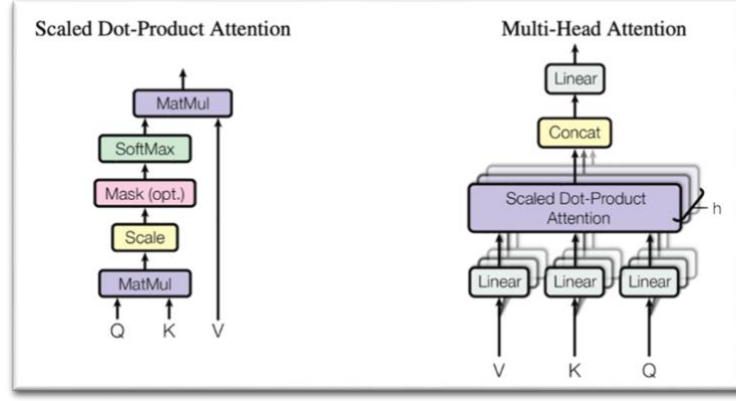 Scaled Dot-Product Attention
MatMul
SoftMax
Mask (opt.)
Scale
MatMul
Q K V
Multi-Head Attention
Linear
Concat
Scaled Dot-Product
Attention
h
Linear Linear Linear
V K Q